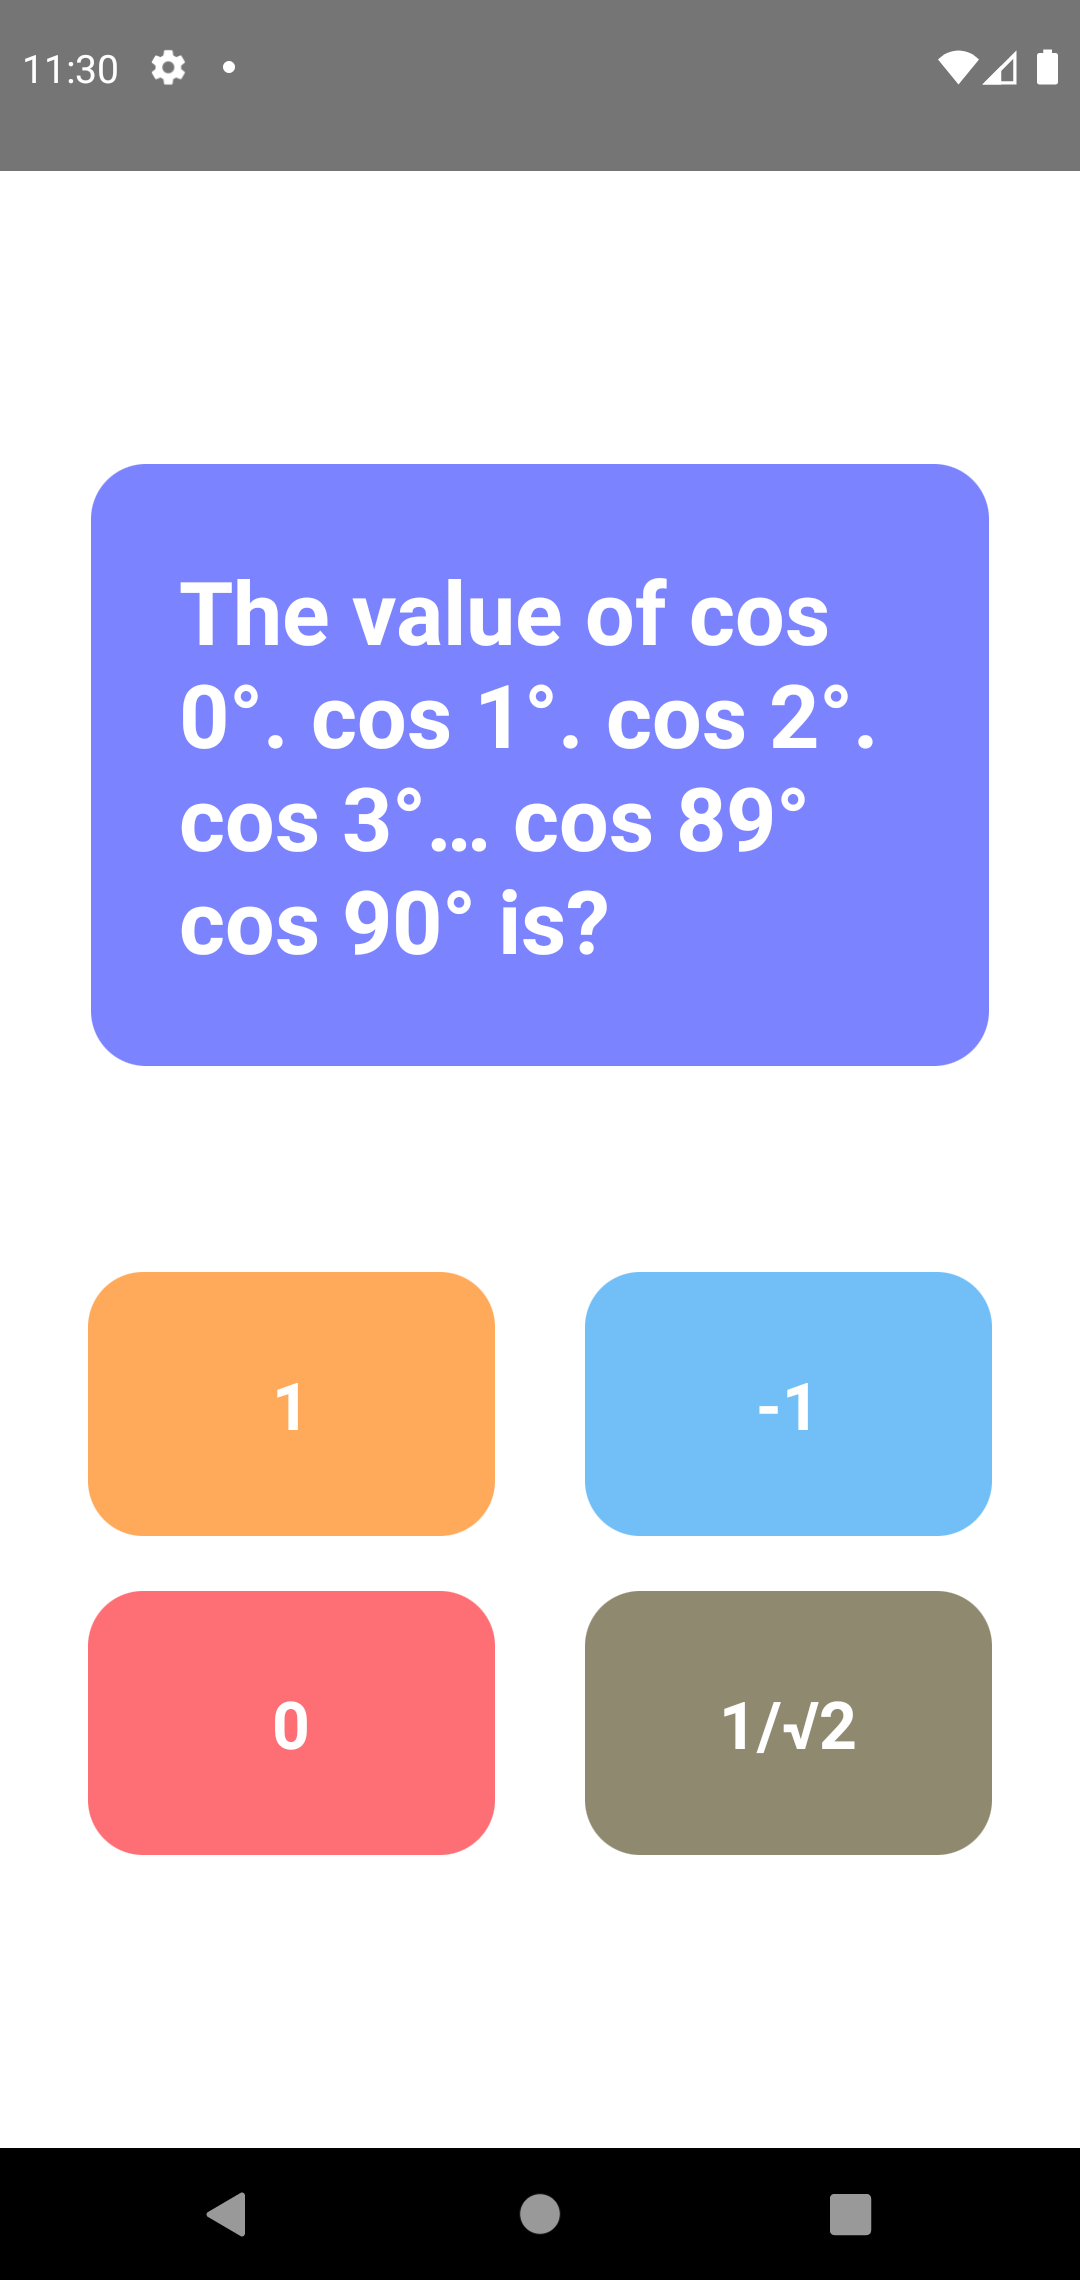 11:30
The value of cos
0°. cos 1°. cos 2°.
cos 3°... cos 89°
cos 90° is?
1
-1
0
1/√2